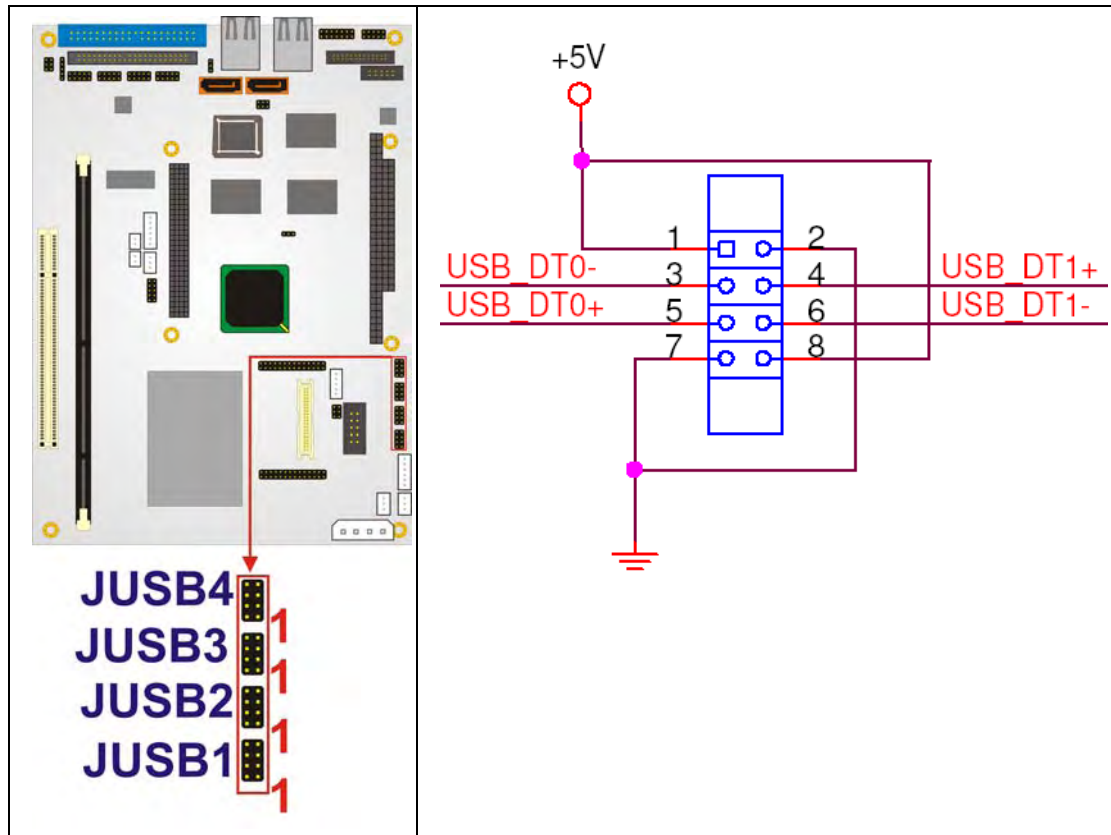 JUSB4
1
JUSB3
1
JUSB2
1
JUSB1
1
+5V
1 2
USB_DT0- 3 4 USB_DT1+
USB_DT0+ 5 6 USB_DT1-
7 8